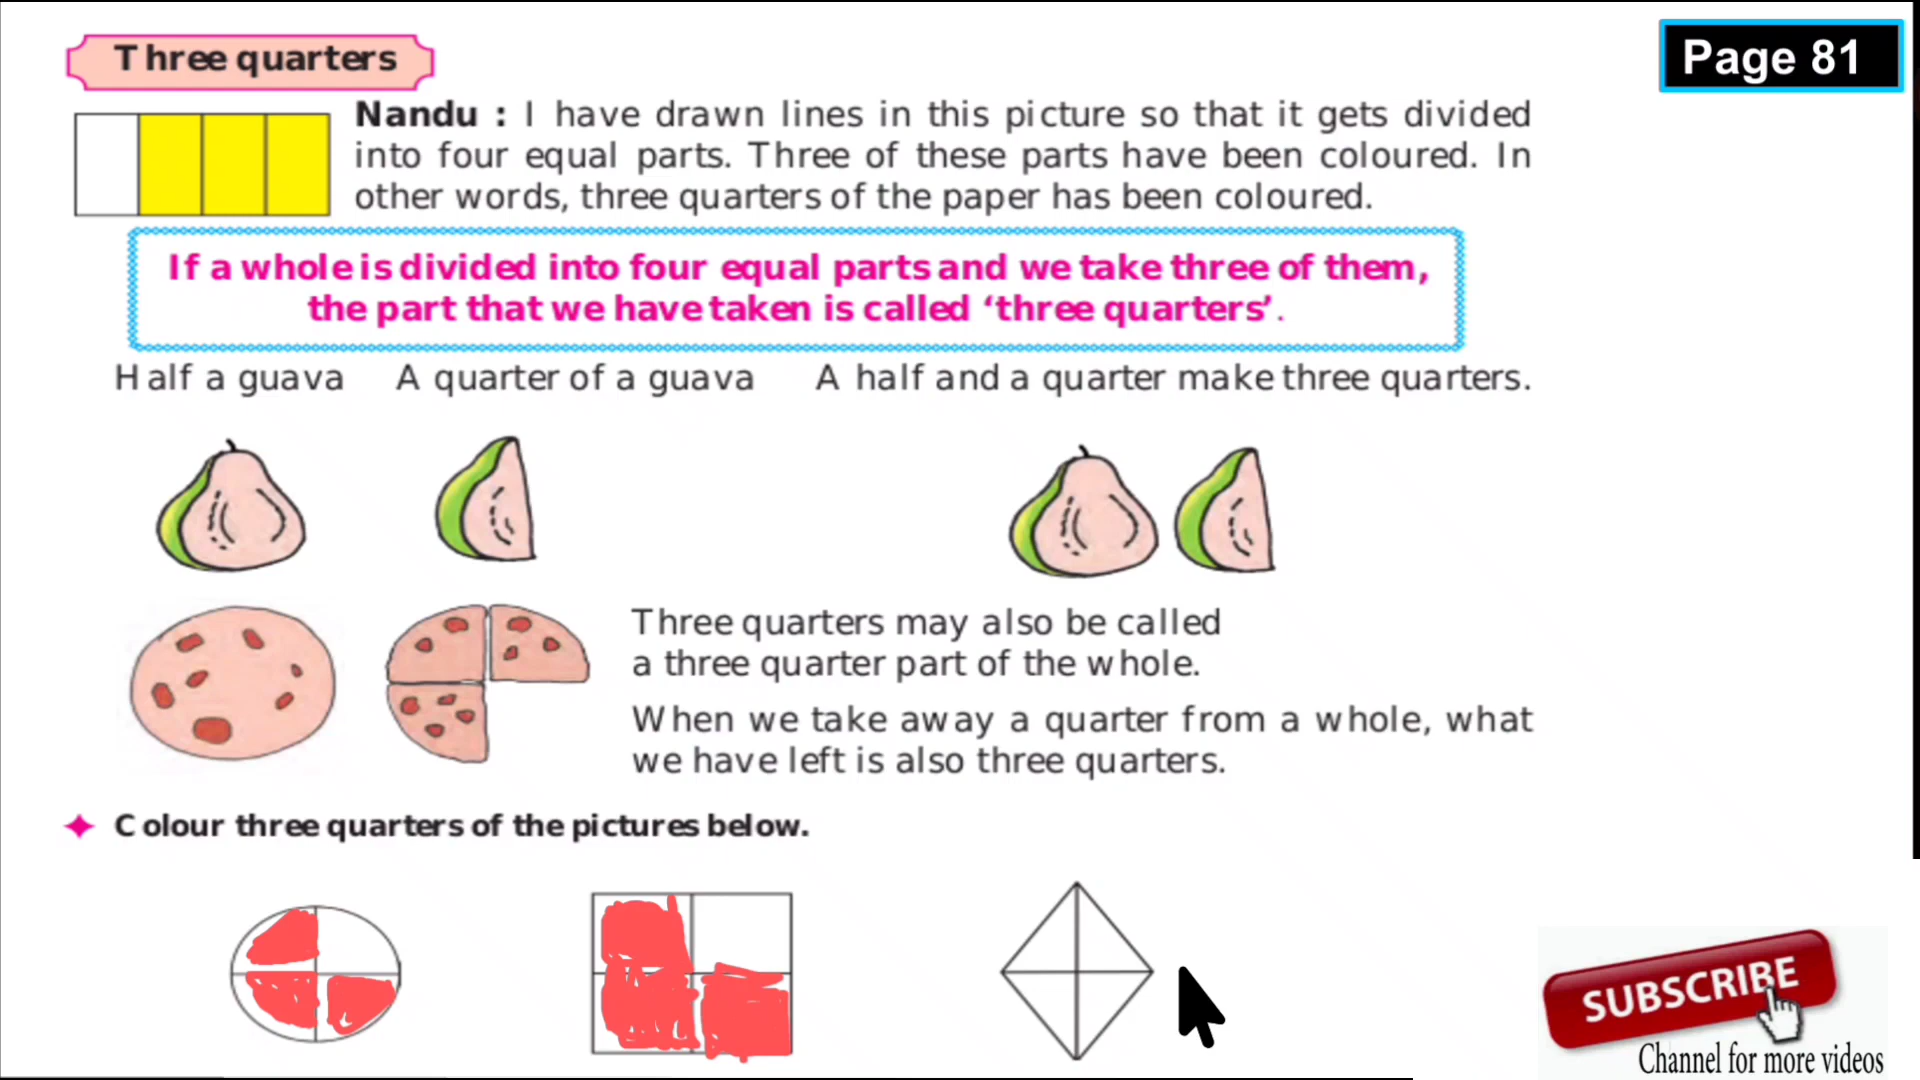 Three quarters
Page 81
Nandu : I have drawn lines in this picture so that it gets divided
into four equal parts. Three of these parts have been coloured. In
other words, three quarters of the paper has been coloured.
If a whole is divided into four equal parts and we take three of them,
the part that we have taken is called ‘three quarters’.
Half a guava A quarter of a guava A half and a quarter make three quarters.
Three quarters may also be called
a three quarter part of the whole.
When we take away a quarter from a whole, what
we have left is also three quarters.
Colour three quarters of the pictures below.
SUBSCRIBE
Channel for more videos